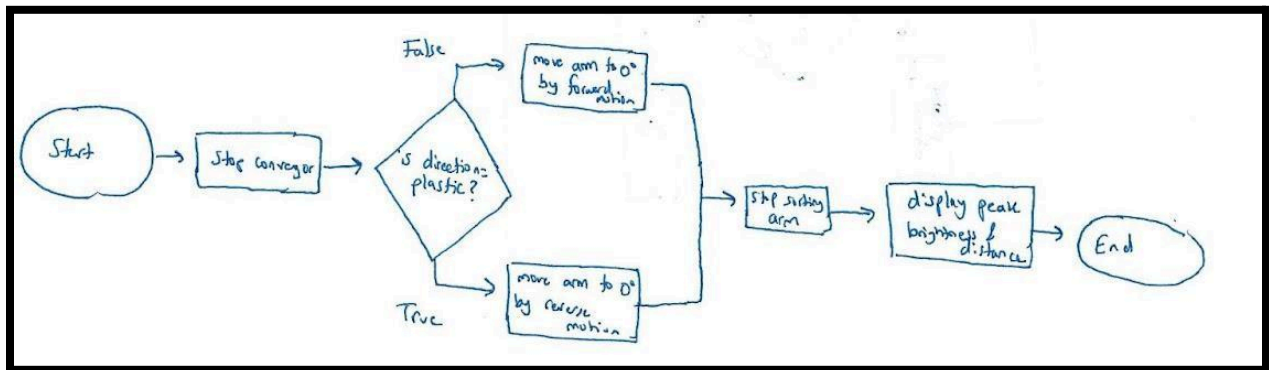 Start
Stop conveyor
is direction=
plastic?
False
move arm to 0°
by forward
motion
True
move arm to 0°
by reverse
motion
stop sorting
arm
display peak
brightness &
distance
End